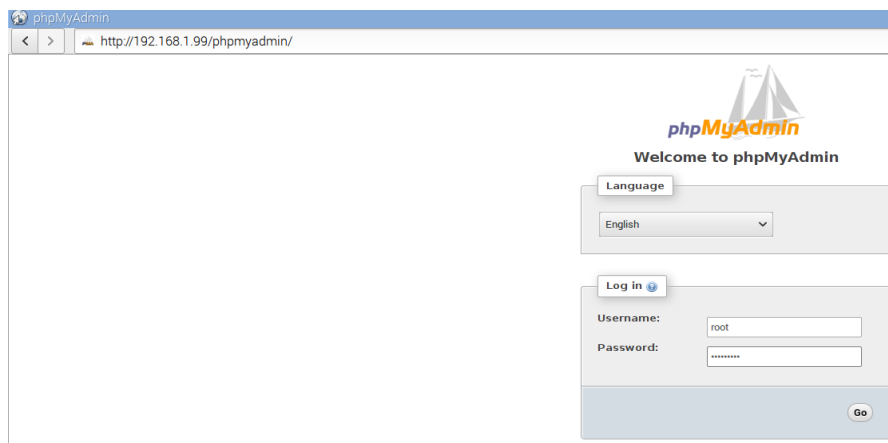 phpMyAdmin
http://192.168.1.99/phpmyadmin/
phpMyAdmin
Welcome to phpMyAdmin
Language
English
Log in
Username:
root
Password:
•••••••••
Go